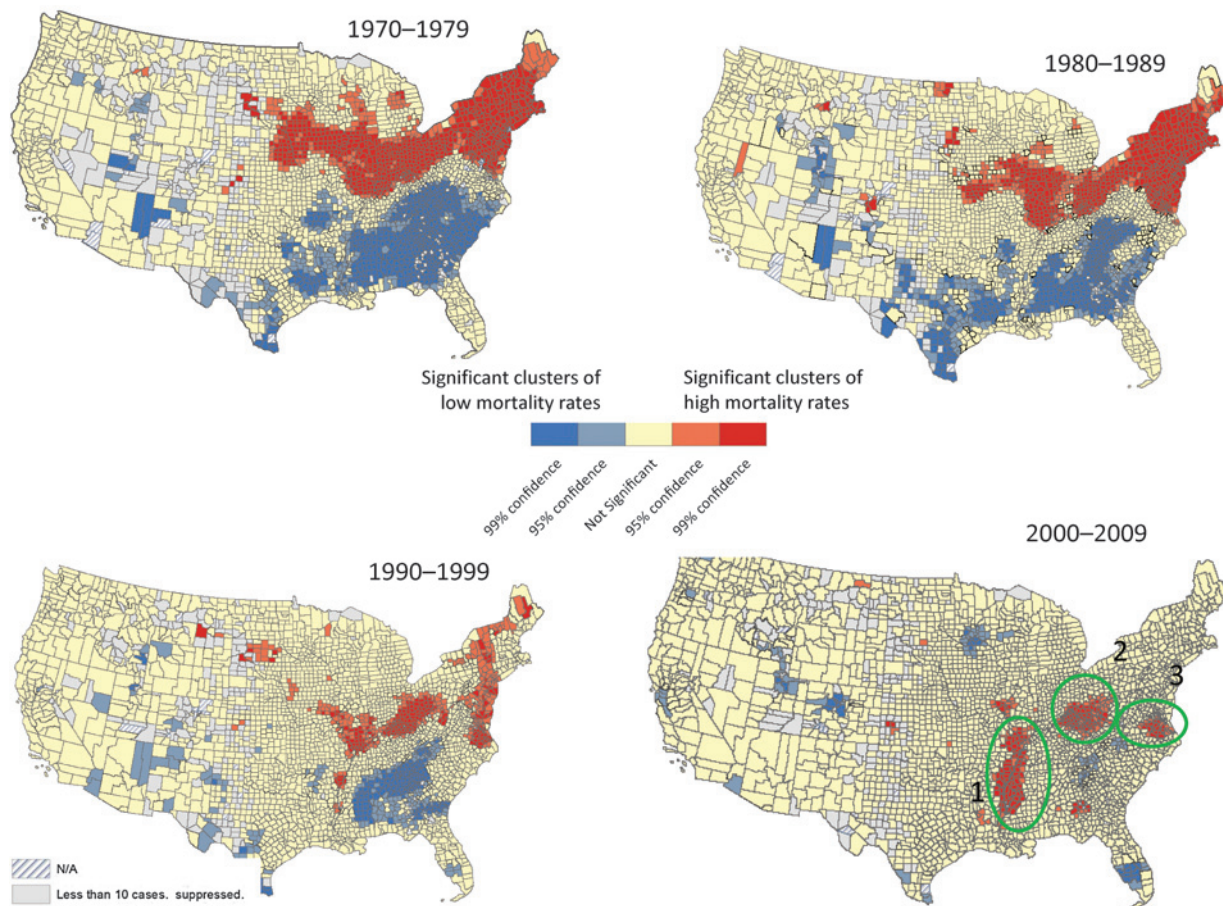 1970–1979
1980–1989
Significant clusters of
low mortality rates
Significant clusters of
high mortality rates
99% confidence
95% confidence
Not Significant
95% confidence
99% confidence
1990–1999
2000–2009
2
3
1
N/A
Less than 10 cases. suppressed.